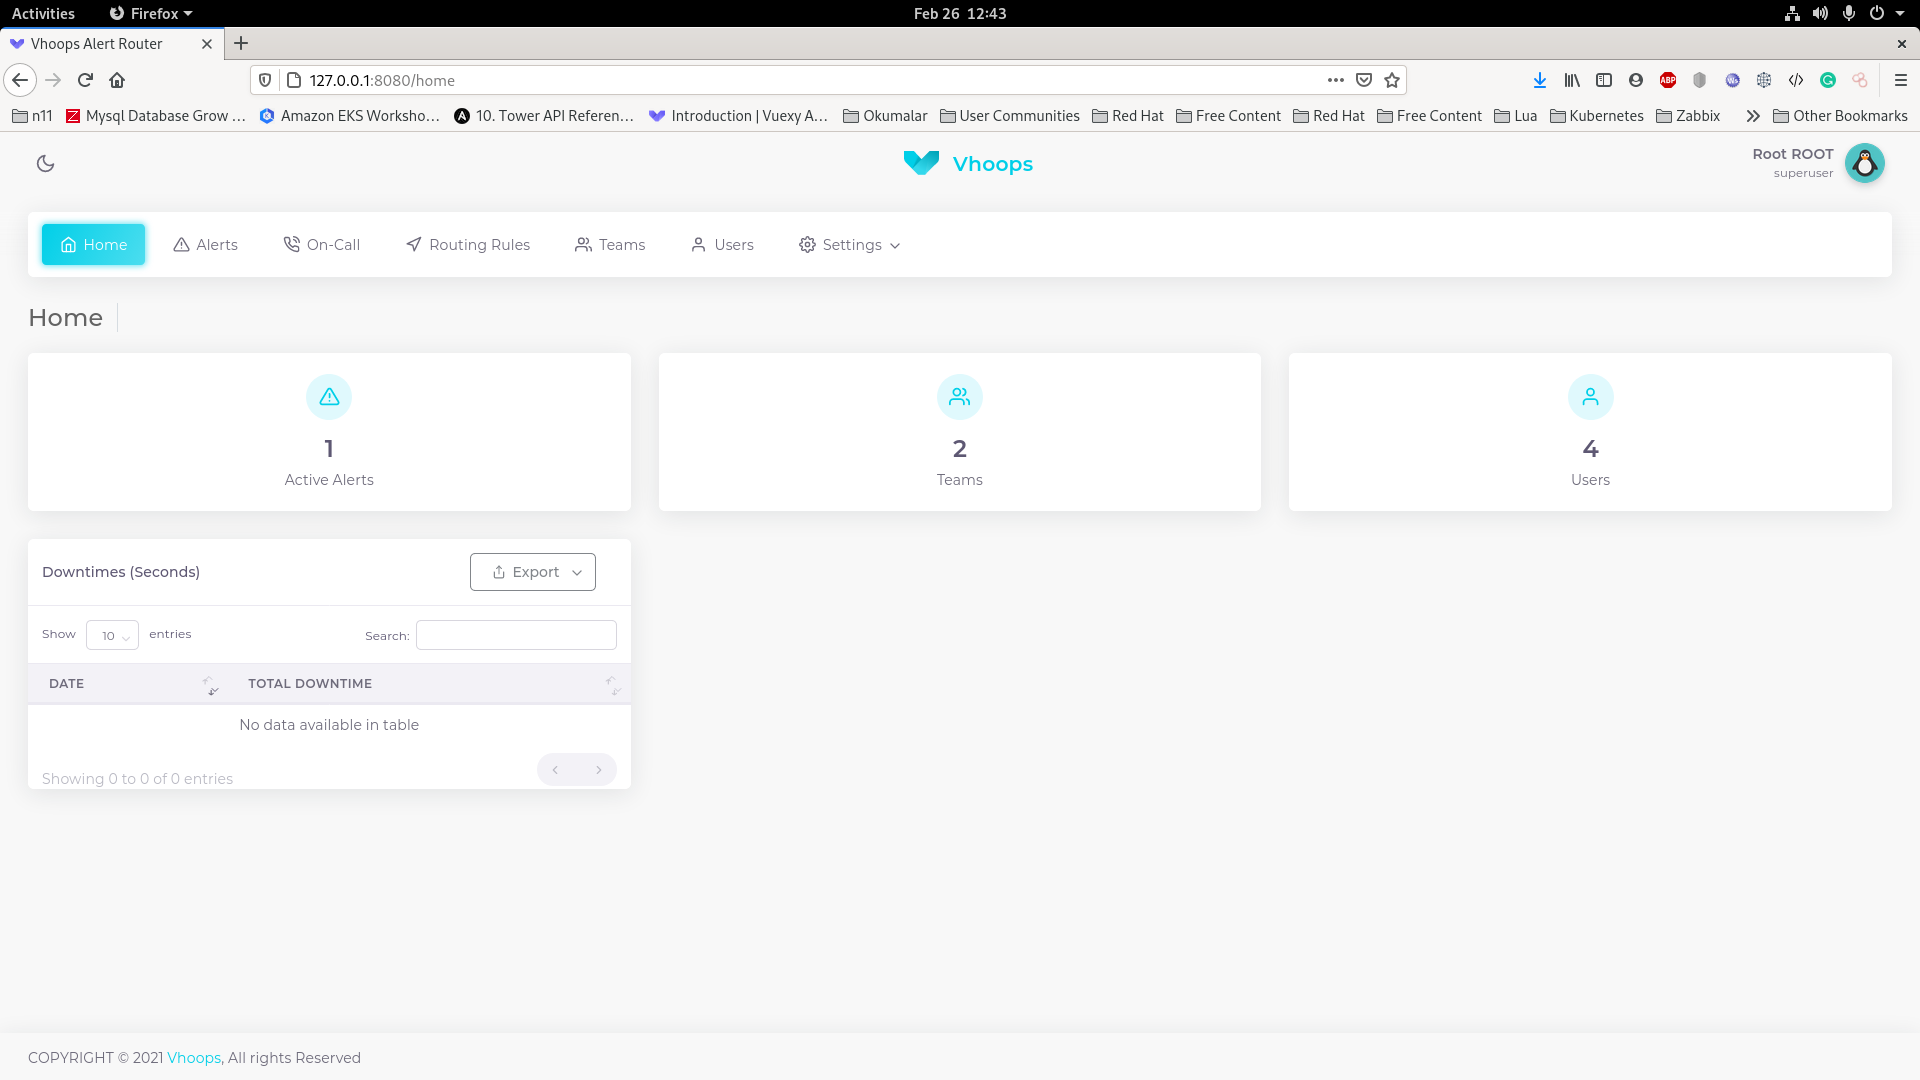 Activities Firefox Feb 26 12:43
Vhoops Alert Router
127.0.0.1:8080/home
n11 Mysql Database Grow … Amazon EKS Worksho… 10. Tower API Referen… Introduction | Vuexy A… Okumalar User Communities Red Hat Free Content Red Hat Free Content Lua Kubernetes Zabbix Other Bookmarks
Vhoops
Root ROOT
superuser
Home Alerts On-Call Routing Rules Teams Users Settings
Home
1
Active Alerts
2
Teams
4
Users
Downtimes (Seconds) Export
Show 10 entries Search:
DATE TOTAL DOWNTIME
No data available in table
Showing 0 to 0 of 0 entries
COPYRIGHT © 2021 Vhoops, All rights Reserved